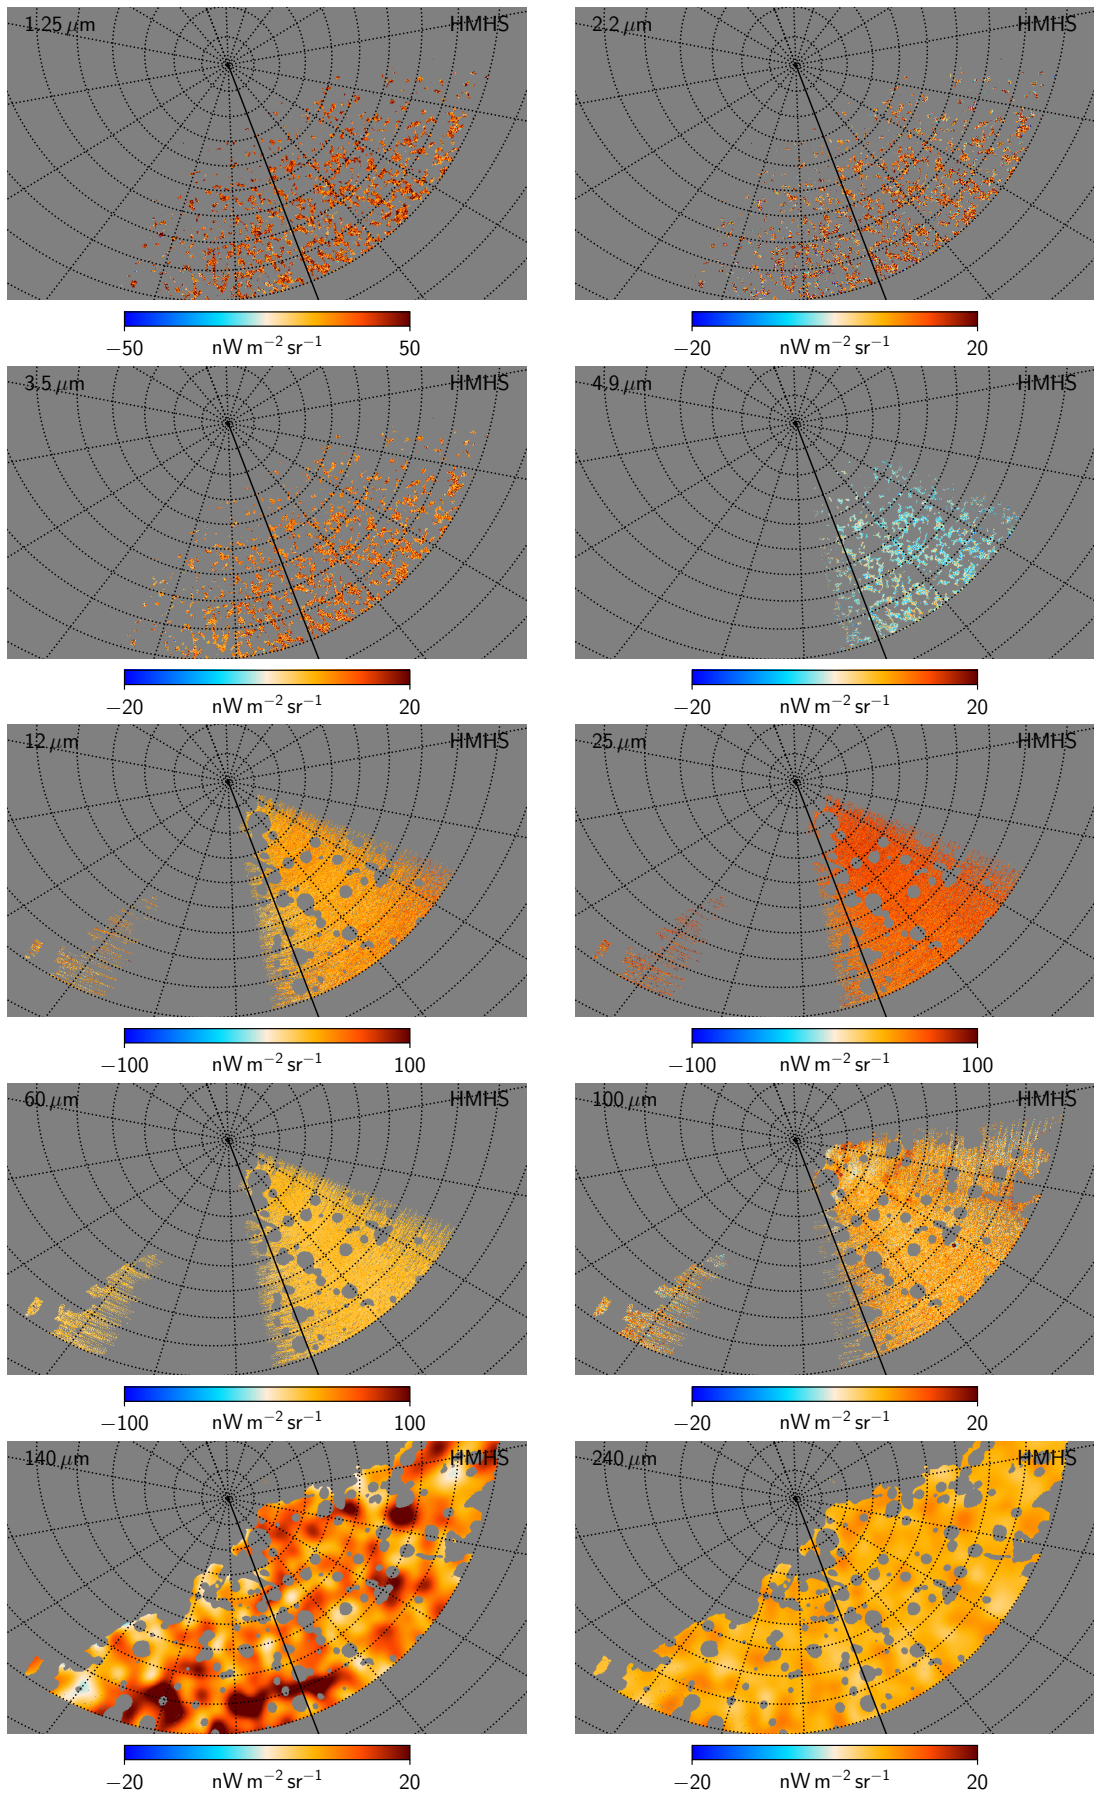 1.25 μm HMHS 2.2 μm HMHS
−50 nW m⁻² sr⁻¹ 50 −20 nW m⁻² sr⁻¹ 20
3.5 μm HMHS 4.9 μm HMHS
−20 nW m⁻² sr⁻¹ 20 −20 nW m⁻² sr⁻¹ 20
12 μm HMHS 25 μm HMHS
−100 nW m⁻² sr⁻¹ 100 −100 nW m⁻² sr⁻¹ 100
60 μm HMHS 100 μm HMHS
−100 nW m⁻² sr⁻¹ 100 −20 nW m⁻² sr⁻¹ 20
140 μm HMHS 240 μm HMHS
−20 nW m⁻² sr⁻¹ 20 −20 nW m⁻² sr⁻¹ 20